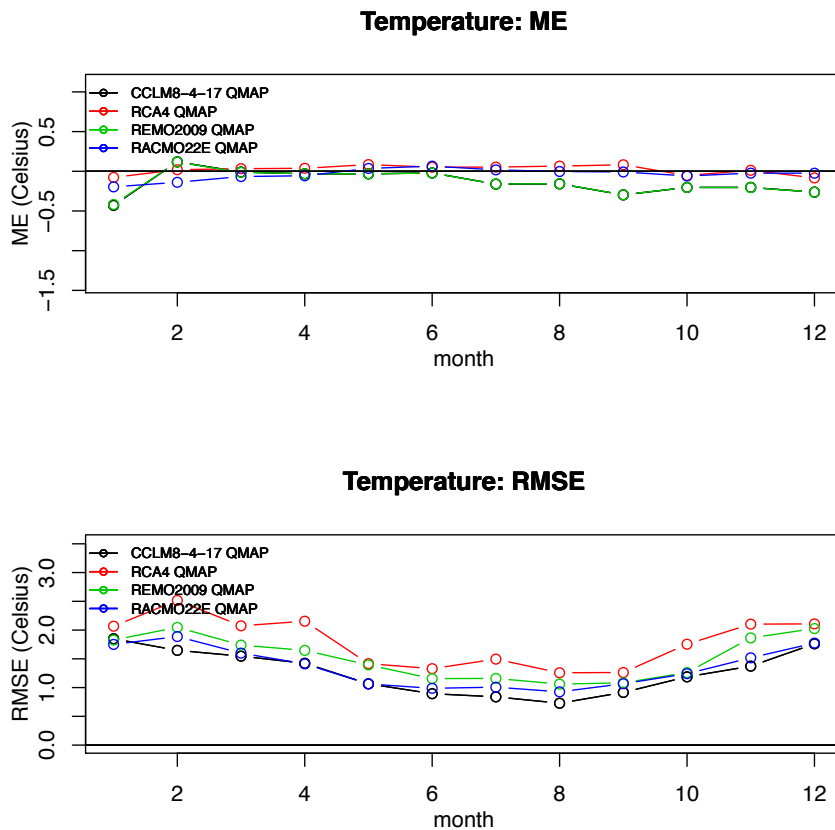 Temperature: ME
CCLM8−4−17 QMAP
RCA4 QMAP
REMO2009 QMAP
RACMO22E QMAP
ME (Celsius)
0.5
−0.5
−1.5
2 4 6 8 10 12
month
Temperature: RMSE
CCLM8−4−17 QMAP
RCA4 QMAP
REMO2009 QMAP
RACMO22E QMAP
RMSE (Celsius)
3.0
2.0
1.0
0.0
2 4 6 8 10 12
month